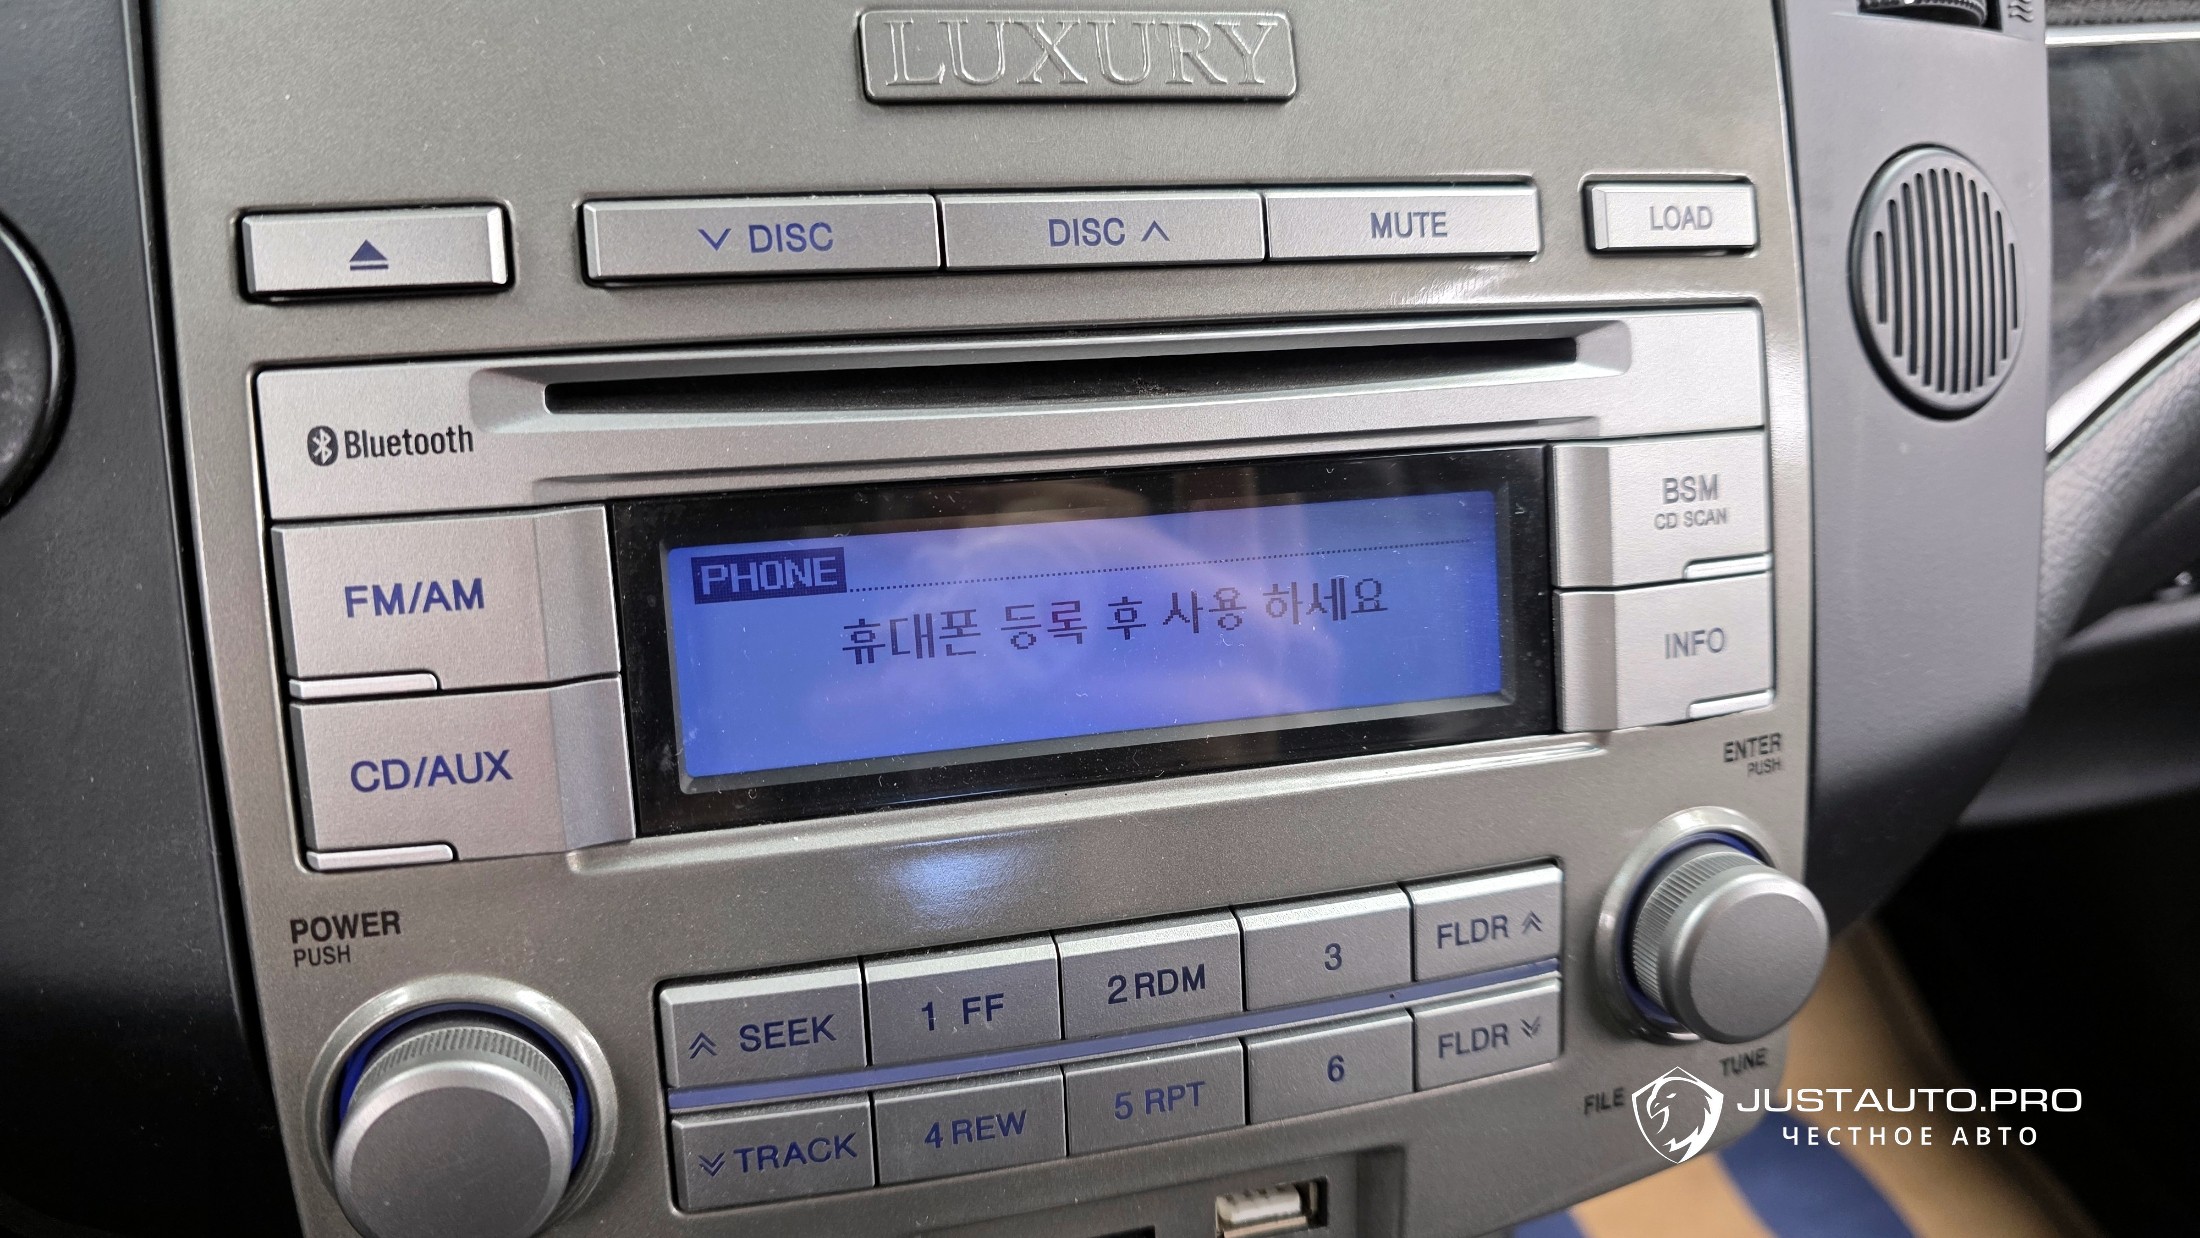 LUXURY
DISC
DISC
MUTE
LOAD
Bluetooth
BSM
CD SCAN
FM/AM
PHONE
휴대폰 등록 후 사용 하세요
INFO
CD/AUX
ENTER
PUSH
POWER
PUSH
SEEK
1 FF
2 RDM
3
FLDR
TRACK
4 REW
5 RPT
6
FLDR
TUNE
FILE
JUSTAUTO.PRO
ЧЕСТНОЕ АВТО